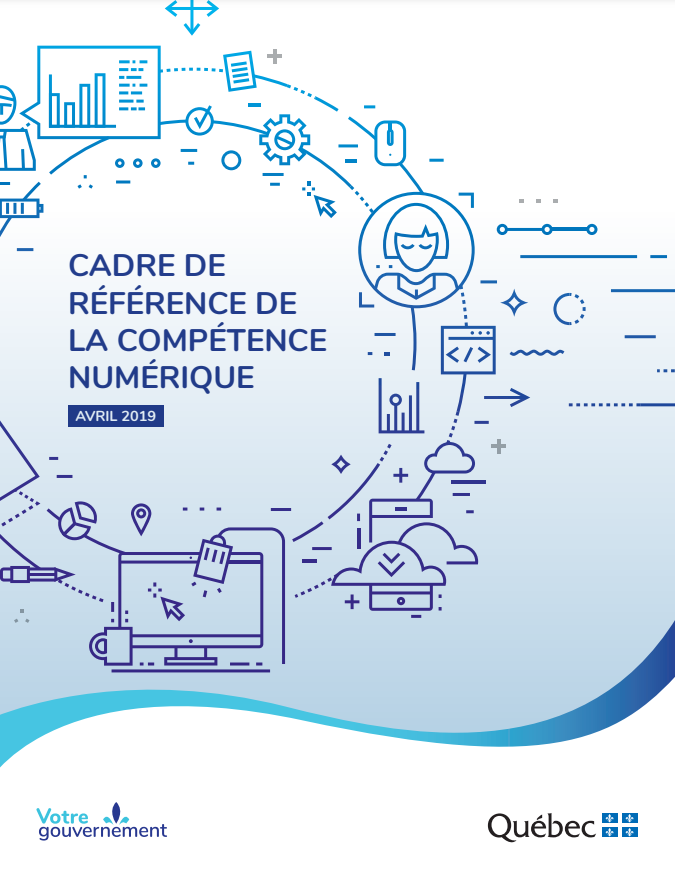 CADRE DE
RÉFÉRENCE DE
LA COMPÉTENCE
NUMÉRIQUE
AVRIL 2019
</>
Votre
gouvernement
Québec